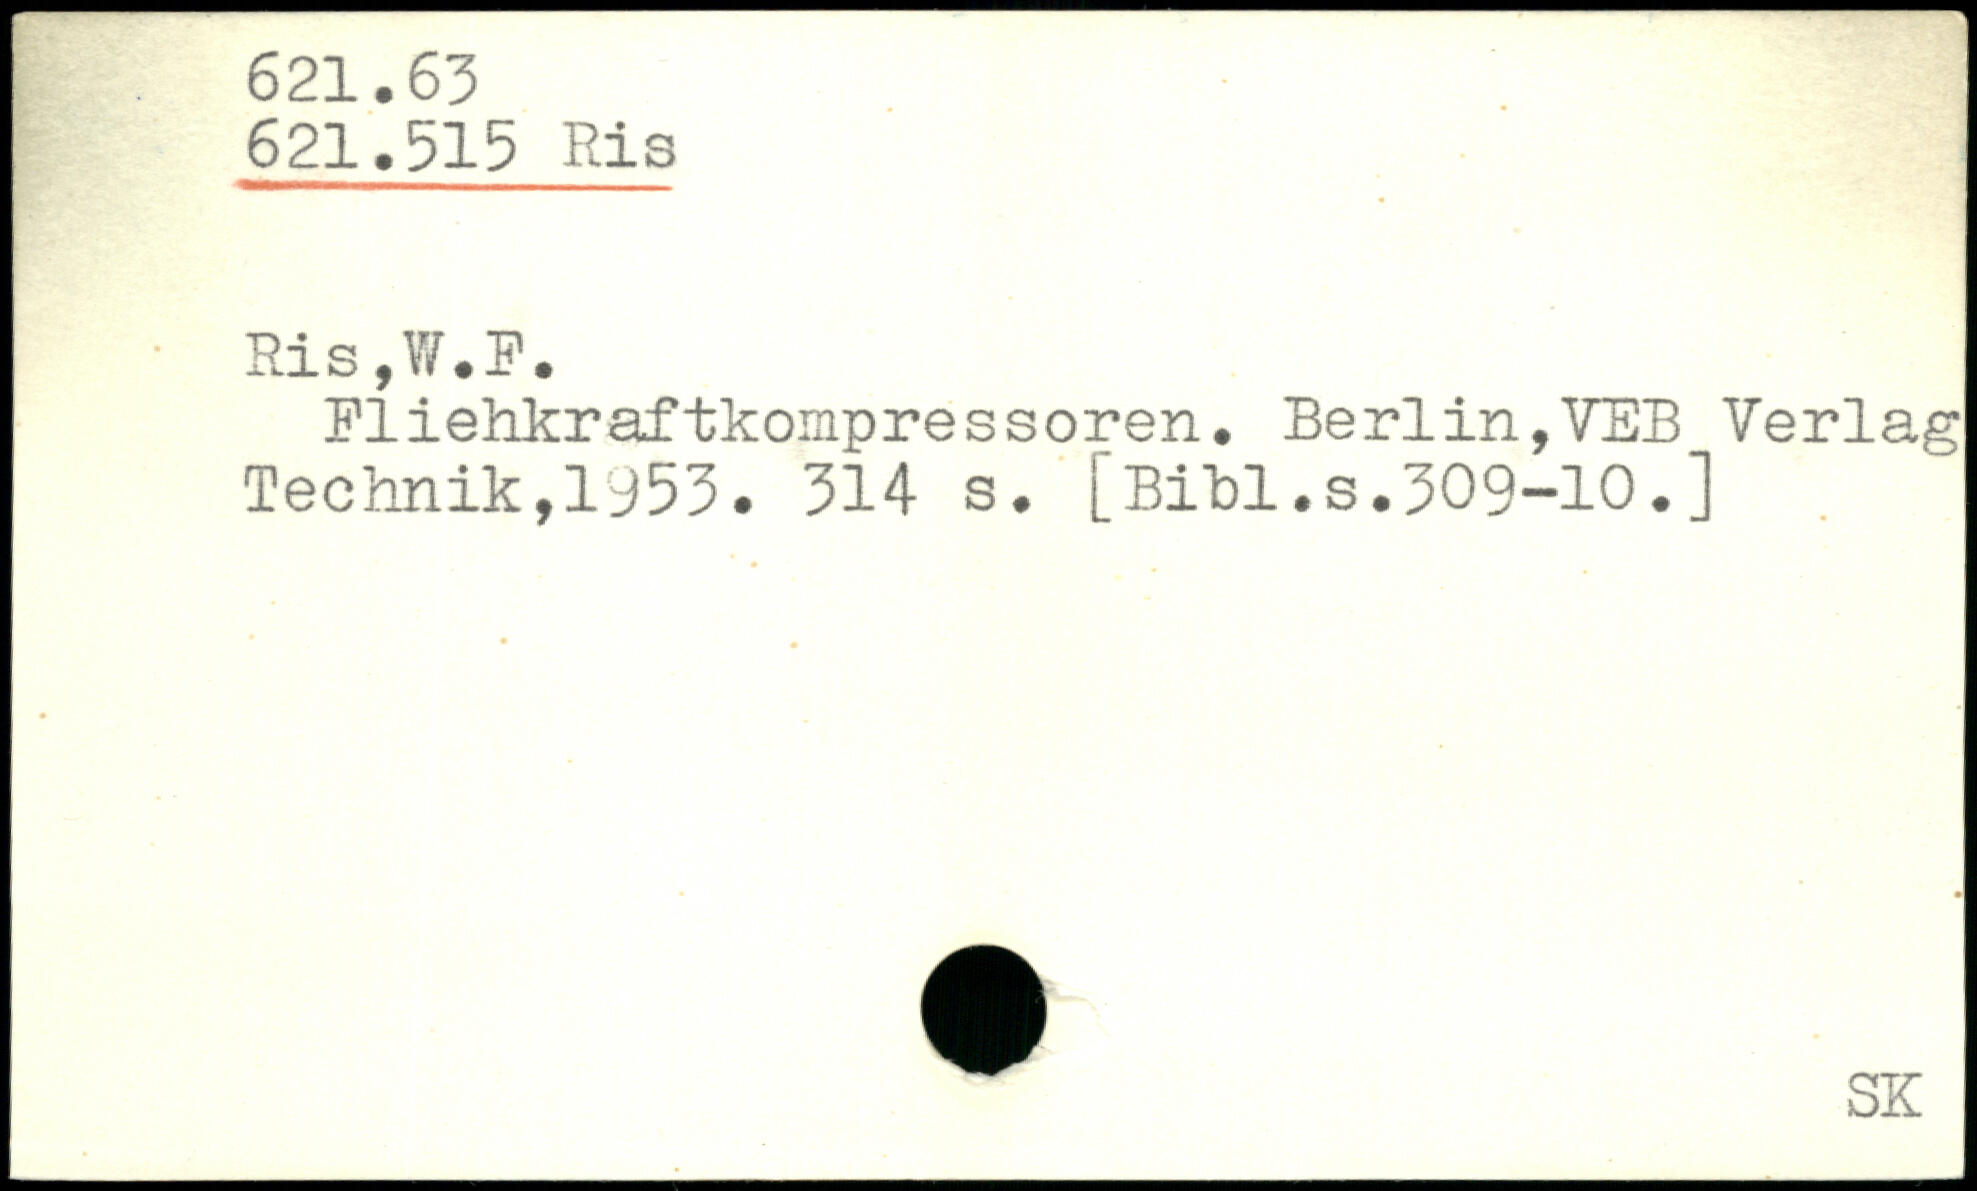 621.63
621.515 Ris
Ris,W.F.
Fliehkraftkompressoren. Berlin,VEB Verlag
Technik,1953. 314 s. [Bibl.s.309-10.]
SK